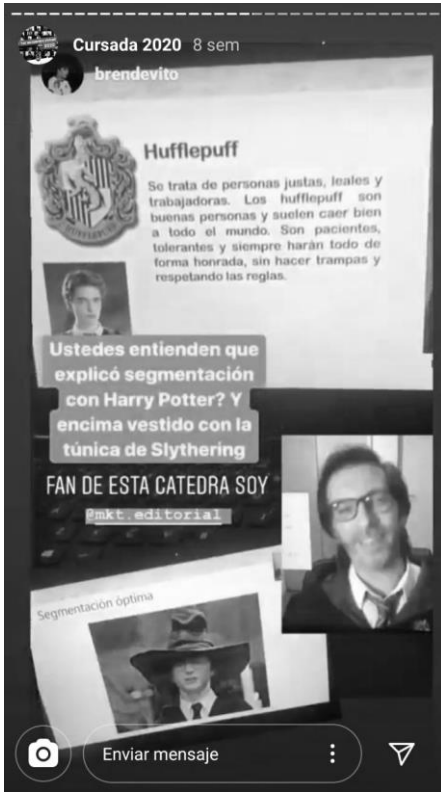 Cursada 2020 8 sem
brendevito
Hufflepuff
Se trata de personas justas, leales y
trabajadoras. Los hufflepuff son
buenas personas y suelen caer bien
a todo el mundo. Son pacientes,
tolerantes y siempre harán todo de
forma honrada, sin hacer trampas y
respetando las reglas.
HUFFLEPUFF
Ustedes entienden que
explicó segmentación
con Harry Potter? Y
encima vestido con la
túnica de Slythering
FAN DE ESTA CATEDRA SOY
@mkt.editorial
Segmentación óptima
Enviar mensaje